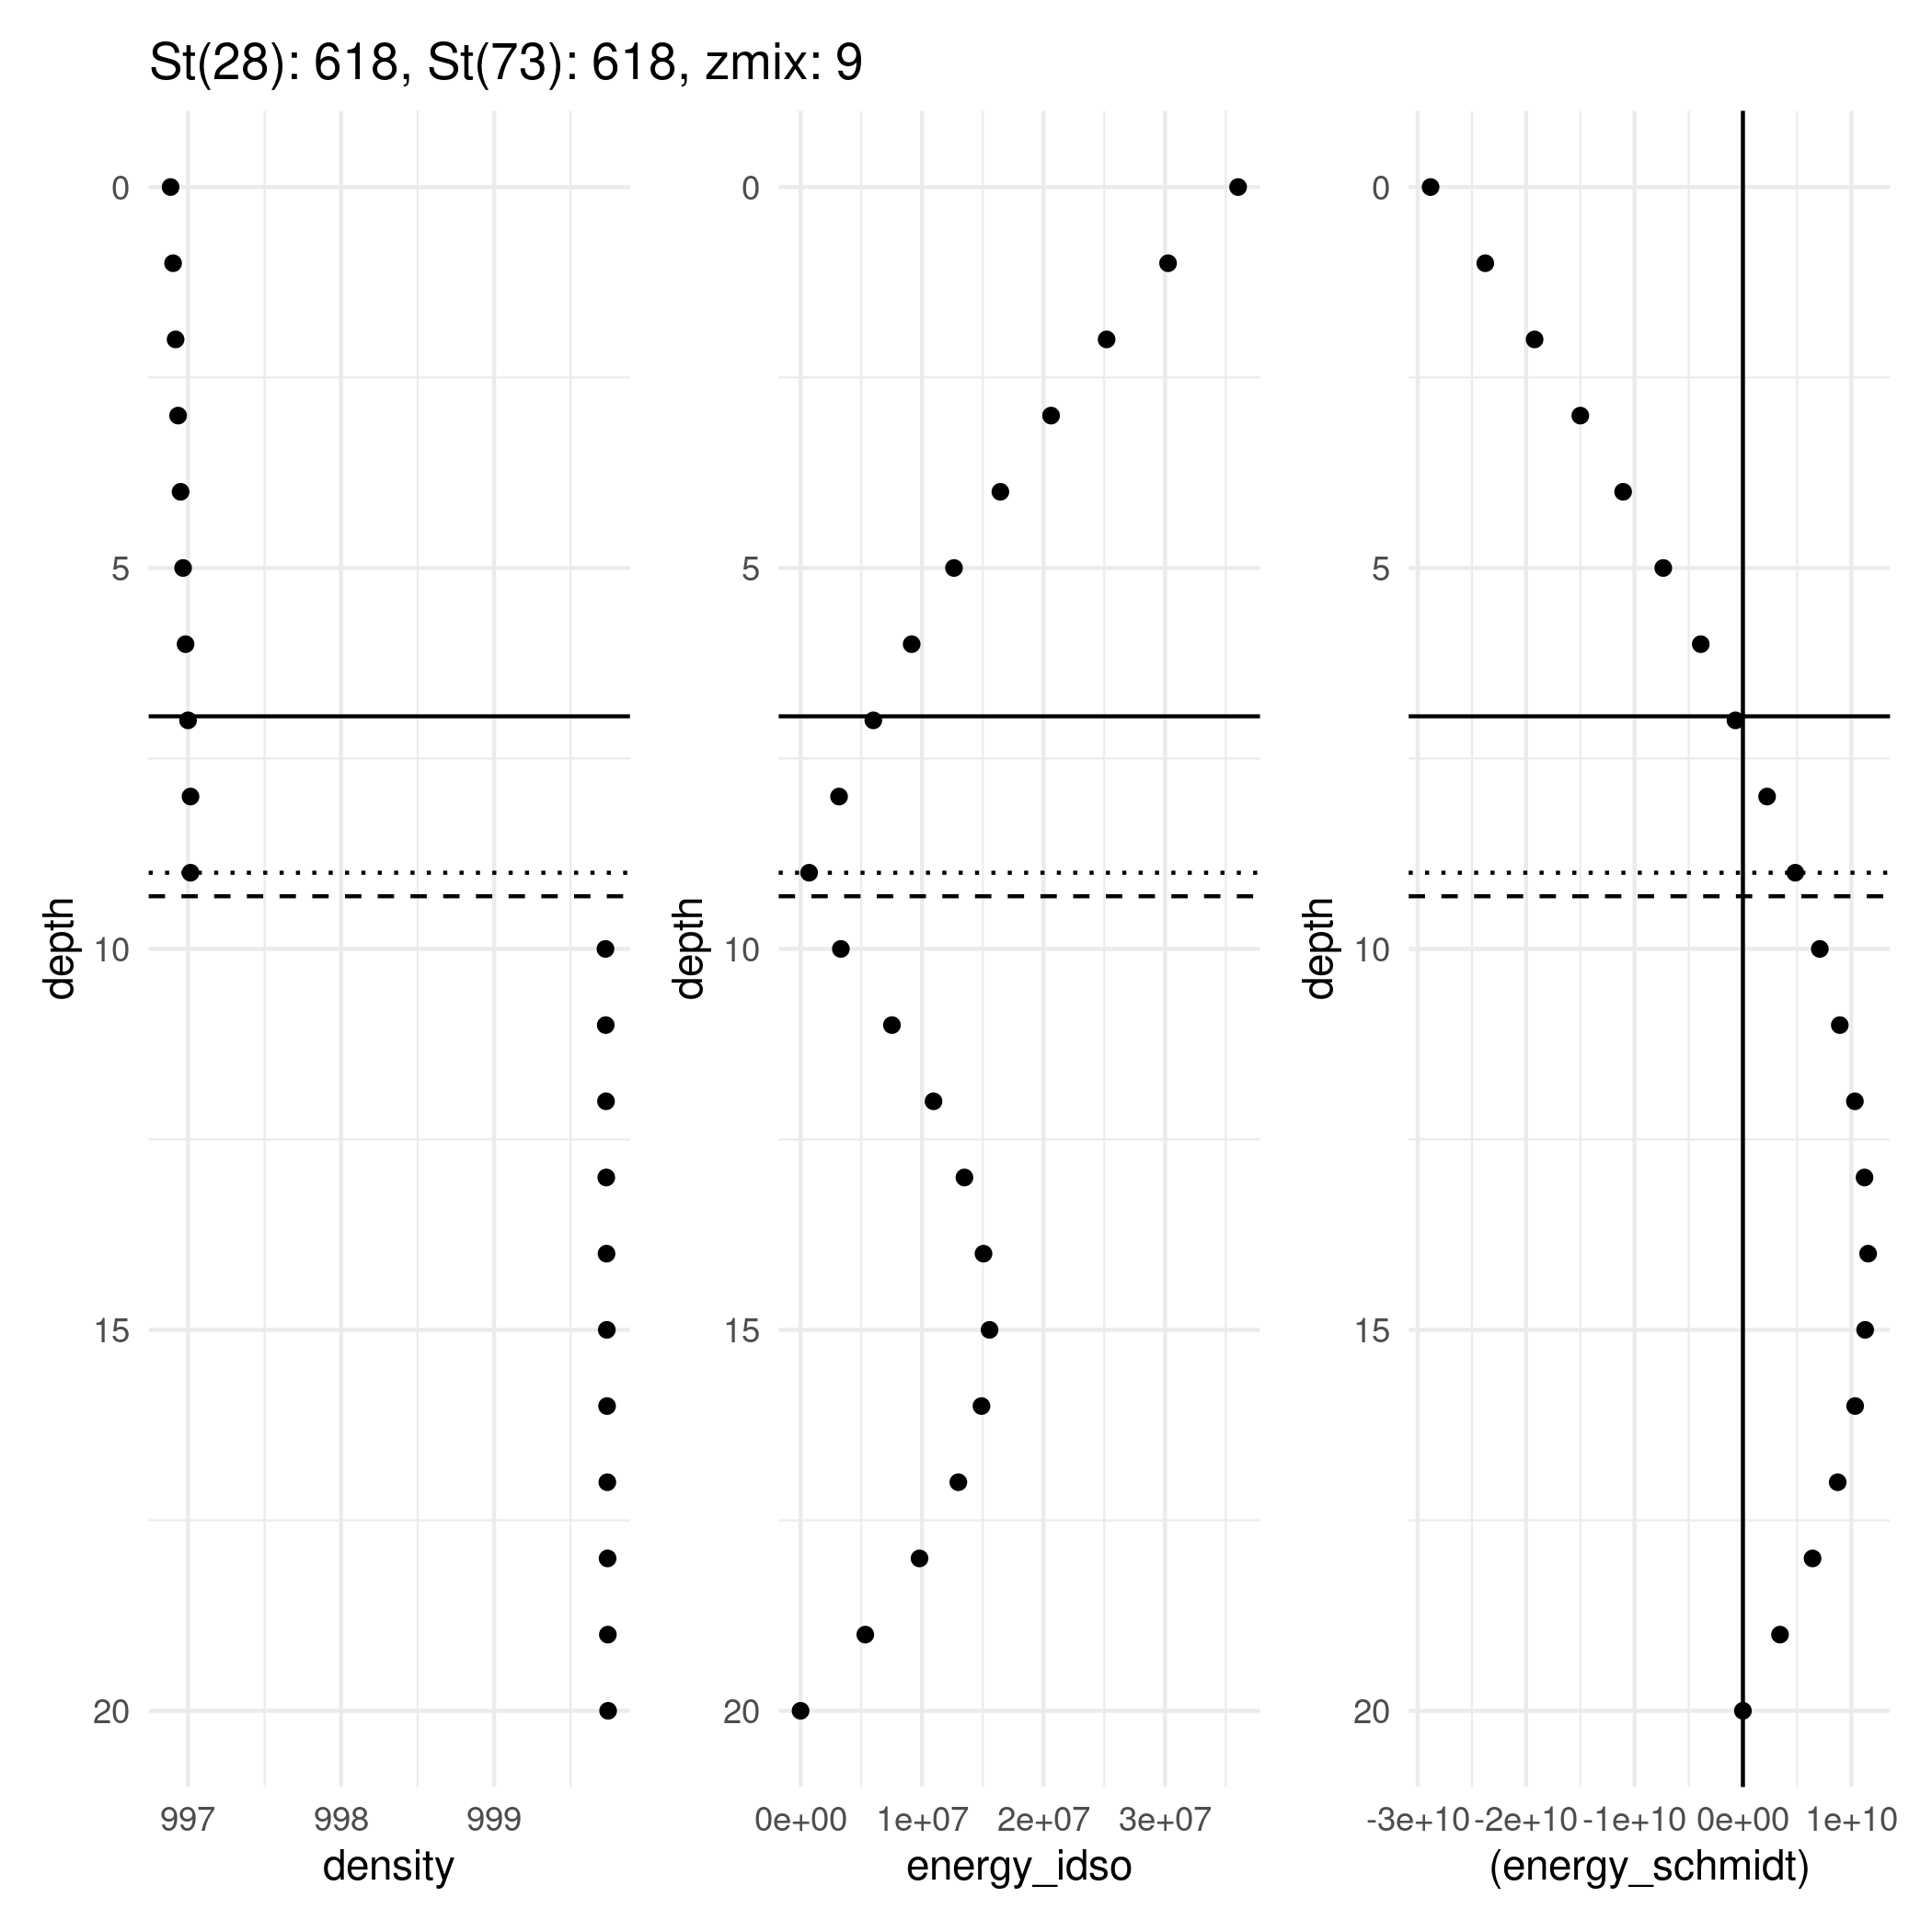 St(28): 618, St(73): 618, zmix: 9
0
5
10
15
20
depth
997 998 999
density
0
5
10
15
20
depth
0e+00 1e+07 2e+07 3e+07
energy_idso
0
5
10
15
20
depth
-3e+10 -2e+10 -1e+10 0e+00 1e+10
(energy_schmidt)